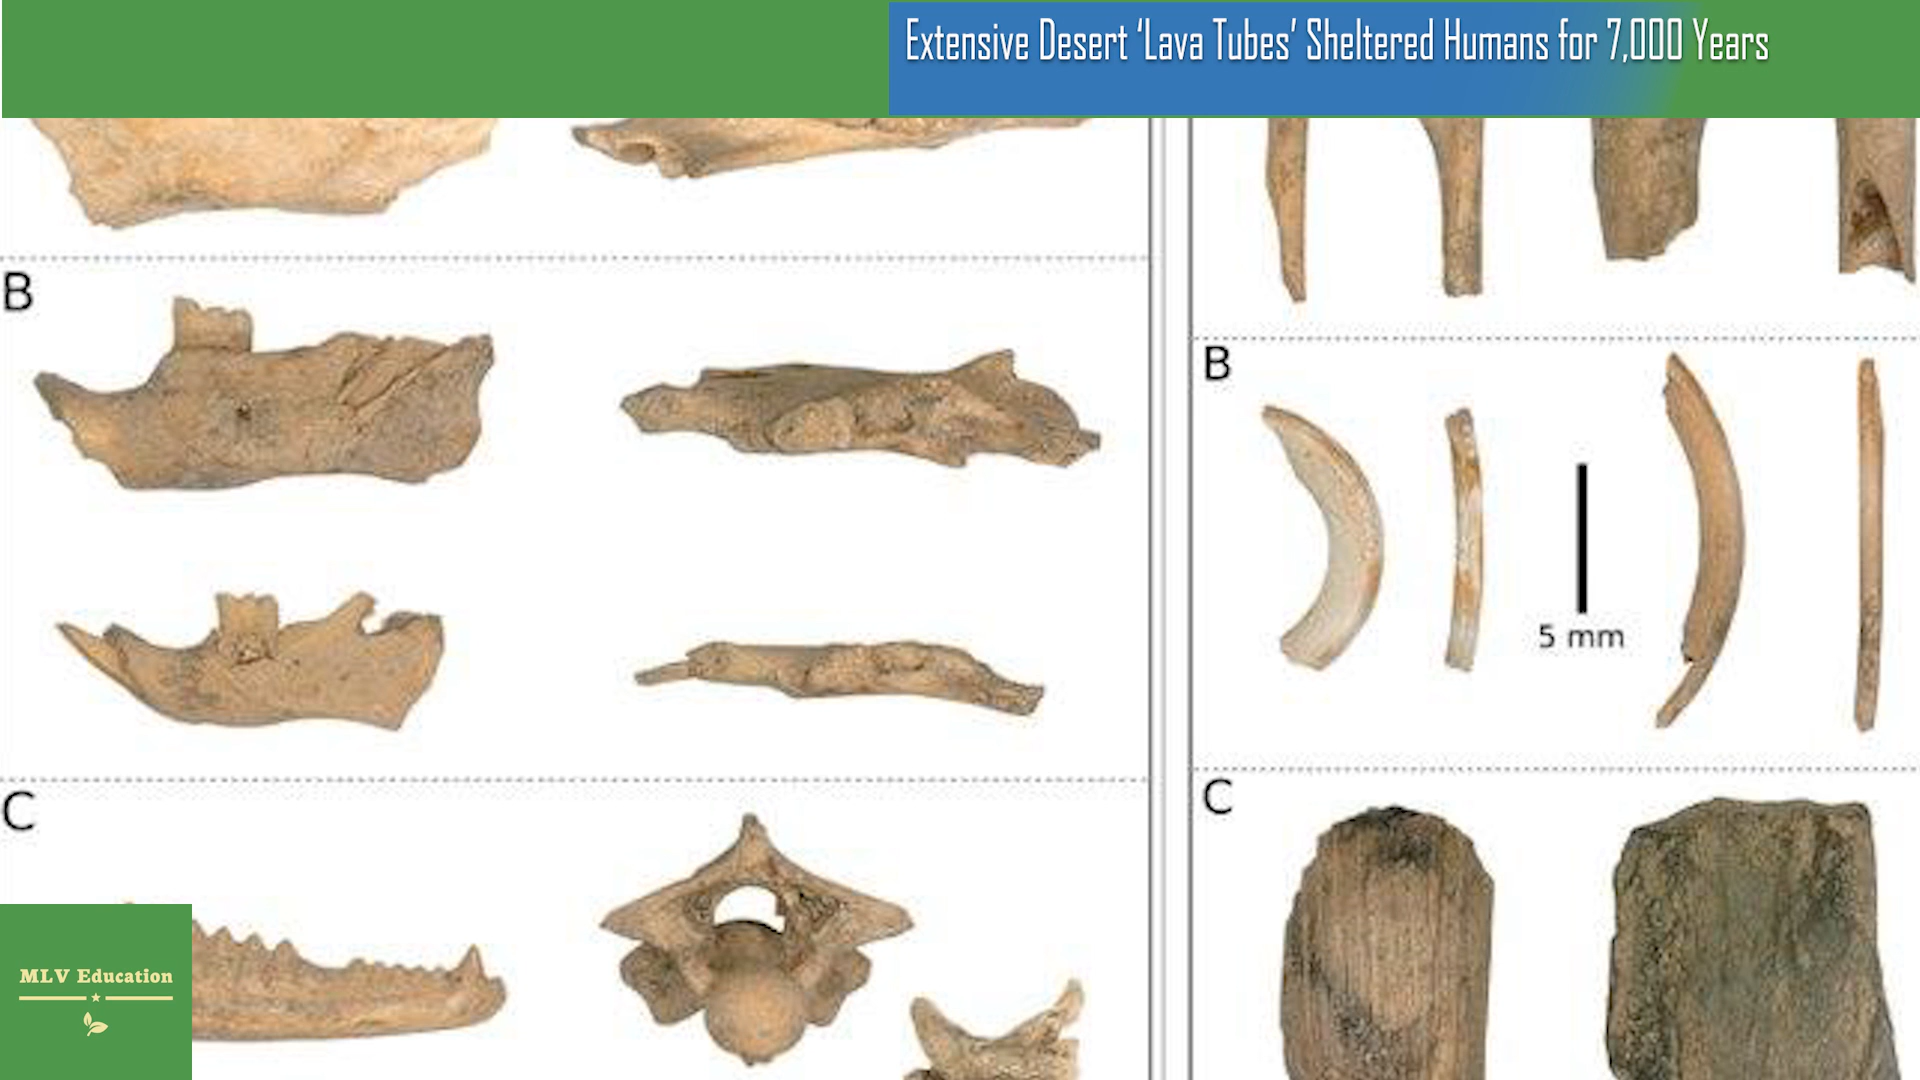 Extensive Desert ‘Lava Tubes’ Sheltered Humans for 7,000 Years
B
B
5 mm
C
C
MLV Education